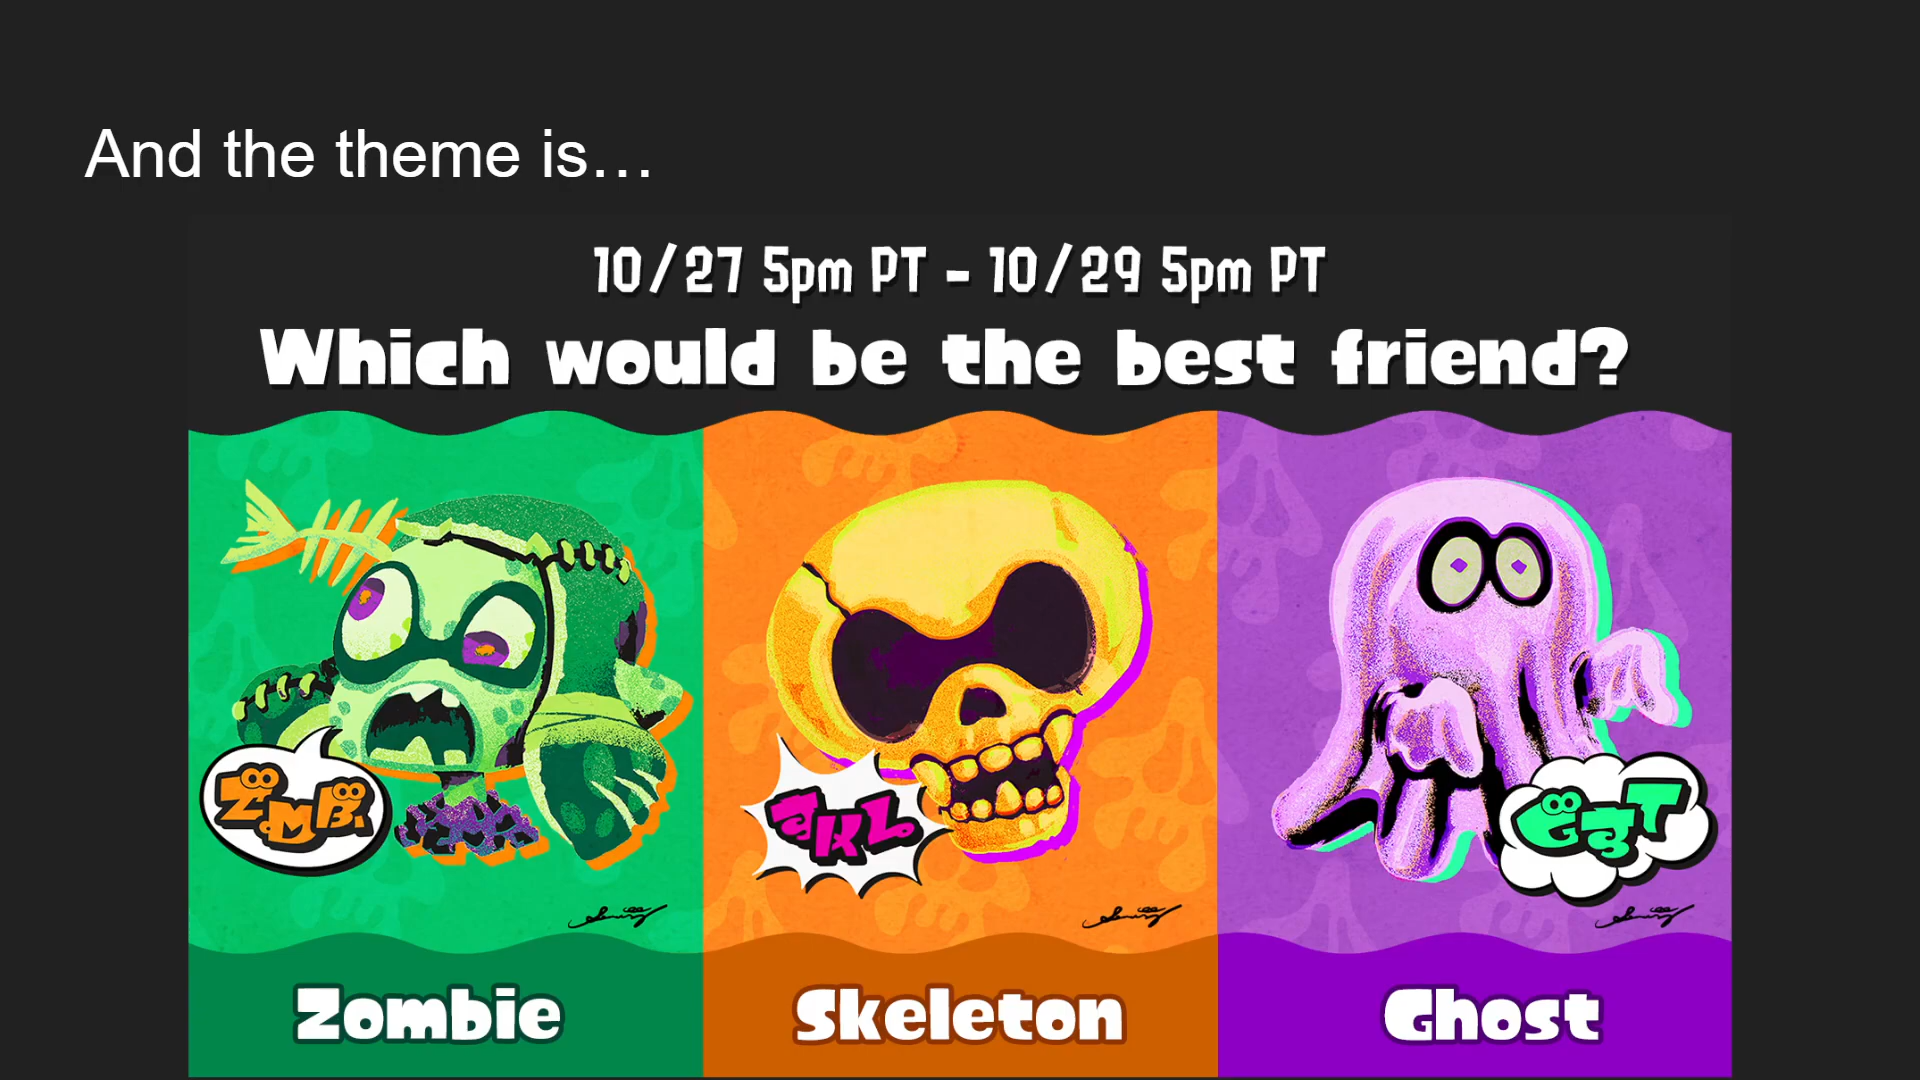 And the theme is…
10/27 5pm PT – 10/29 5pm PT
Which would be the best friend?
Zombie
Skeleton
Ghost